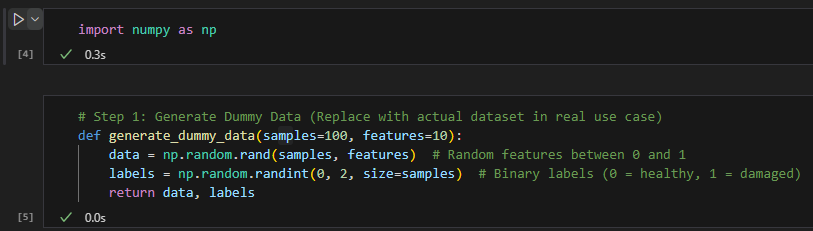 import numpy as np
[4]
0.3s
# Step 1: Generate Dummy Data (Replace with actual dataset in real use case)
def generate_dummy_data(samples=100, features=10):
    data = np.random.rand(samples, features)  # Random features between 0 and 1
    labels = np.random.randint(0, 2, size=samples)  # Binary labels (0 = healthy, 1 = damaged)
    return data, labels
[5]
0.0s